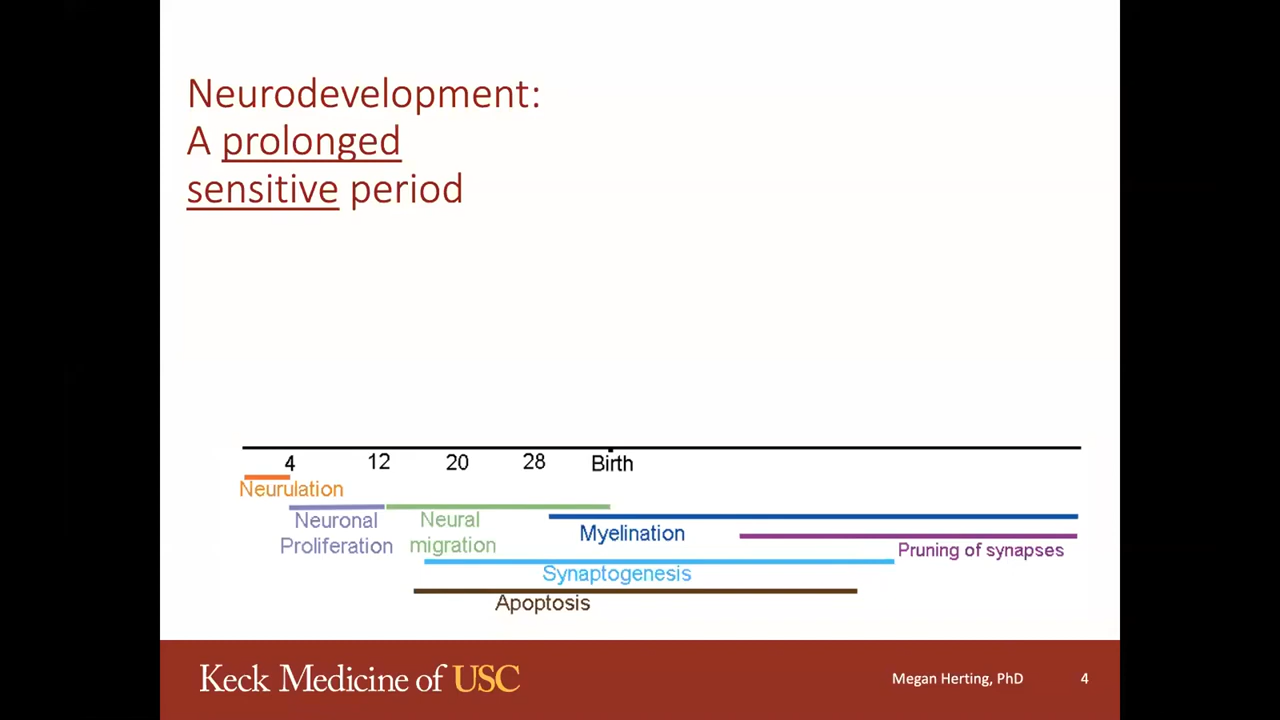 Neurodevelopment:
A prolonged
sensitive period
4 12 20 28 Birth
Neurulation
Neuronal
Proliferation
Neural
migration
Myelination
Pruning of synapses
Synaptogenesis
Apoptosis
Keck Medicine of USC
Megan Herting, PhD 4